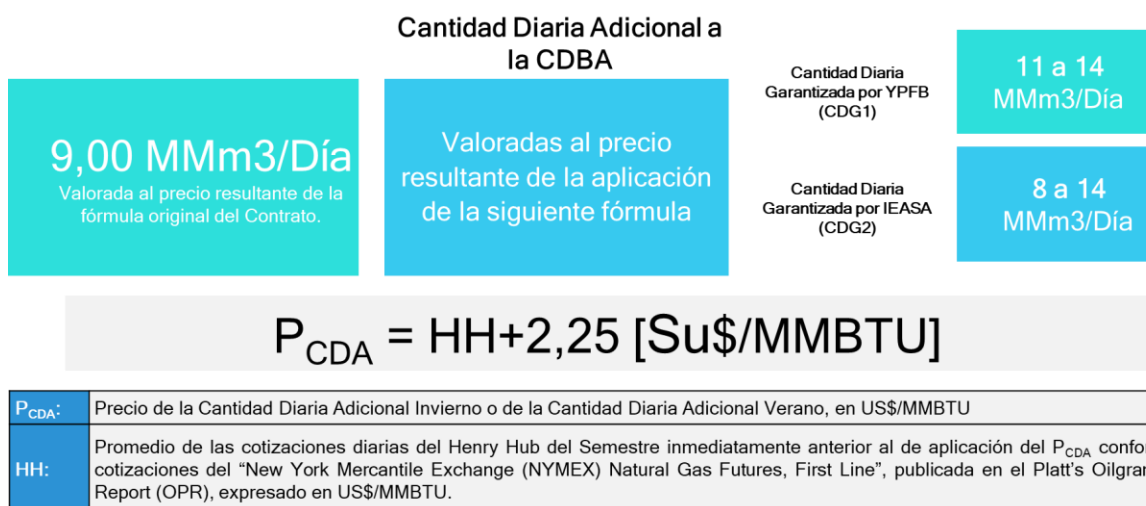 Cantidad Diaria Adicional a
la CDBA
9,00 MMm3/Día
Valorada al precio resultante de la
fórmula original del Contrato.
Valoradas al precio
resultante de la aplicación
de la siguiente fórmula
Cantidad Diaria
Garantizada por YPFB
(CDG1)
11 a 14
MMm3/Día
Cantidad Diaria
Garantizada por IEASA
(CDG2)
8 a 14
MMm3/Día
P_CDA = HH+2,25 [Su$/MMBTU]
P_CDA: Precio de la Cantidad Diaria Adicional Invierno o de la Cantidad Diaria Adicional Verano, en US$/MMBTU
HH: Promedio de las cotizaciones diarias del Henry Hub del Semestre inmediatamente anterior al de aplicación del P_CDA
cotizaciones del “New York Mercantile Exchange (NYMEX) Natural Gas Futures, First Line”, publicada en el Platt’s
Report (OPR), expresado en US$/MMBTU.